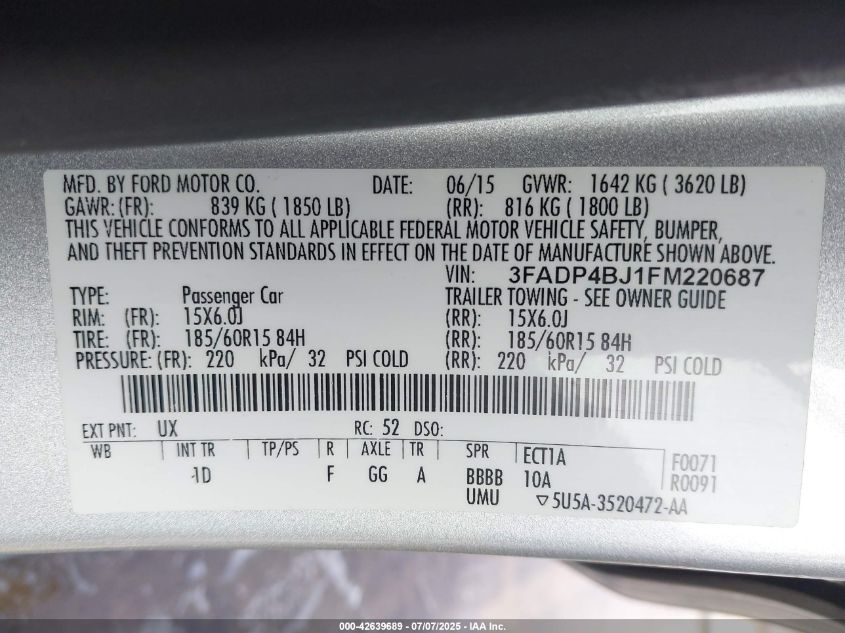 MFD. BY FORD MOTOR CO. DATE: 06/15 GVWR: 1642 KG ( 3620 LB)
GAWR: (FR): 839 KG ( 1850 LB) (RR): 816 KG ( 1800 LB)
THIS VEHICLE CONFORMS TO ALL APPLICABLE FEDERAL MOTOR VEHICLE SAFETY, BUMPER,
AND THEFT PREVENTION STANDARDS IN EFFECT ON THE DATE OF MANUFACTURE SHOWN ABOVE.
VIN: 3FADP4BJ1FM220687
TYPE: Passenger Car TRAILER TOWING - SEE OWNER GUIDE
RIM: (FR): 15X6.0J (RR): 15X6.0J
TIRE: (FR): 185/60R15 84H (RR): 185/60R15 84H
PRESSURE: (FR): 220 kPa/ 32 PSI COLD (RR): 220 kPa/ 32 PSI COLD
EXT PNT: UX RC: 52 DSO:
WB INT TR TP/PS R AXLE TR SPR ECT1A F0071
1D F GG A BBBB 10A R0091
UMU ▽5U5A-3520472-AA
000-42639689 - 07/07/2025 - IAA Inc.